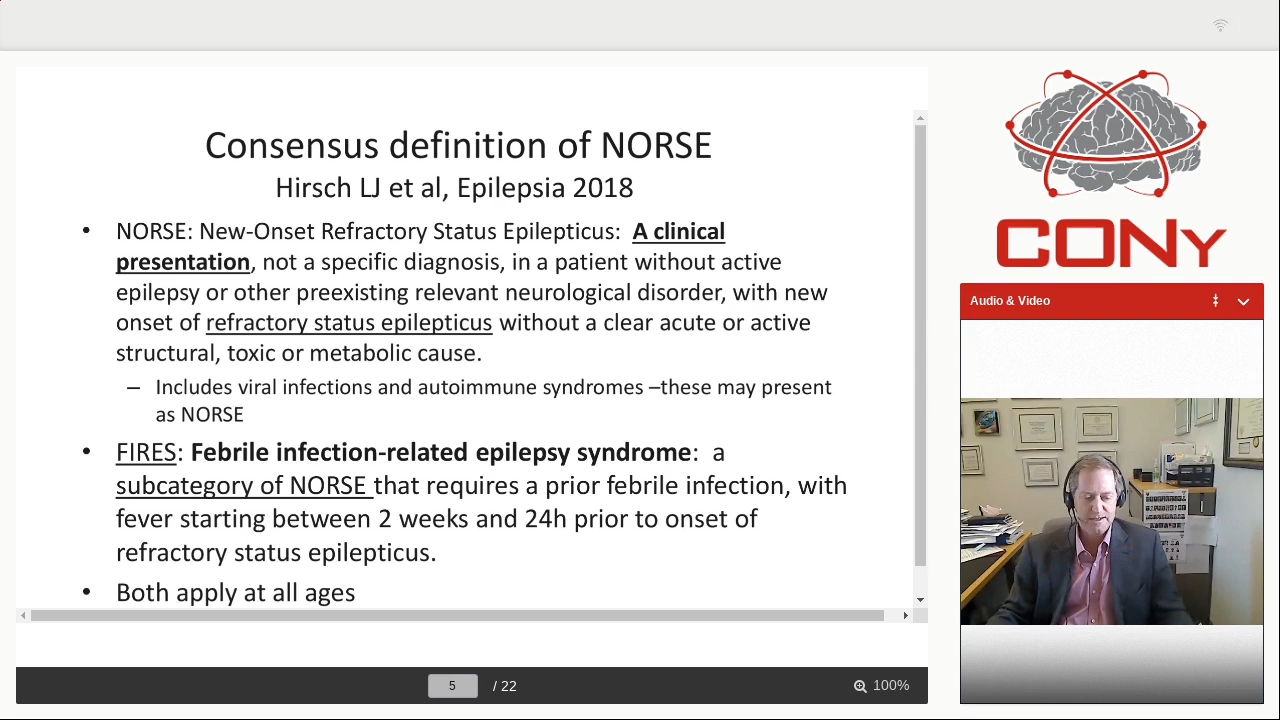 Consensus definition of NORSE
Hirsch LJ et al, Epilepsia 2018
• NORSE: New-Onset Refractory Status Epilepticus: A clinical
presentation, not a specific diagnosis, in a patient without active
epilepsy or other preexisting relevant neurological disorder, with new
onset of refractory status epilepticus without a clear acute or active
structural, toxic or metabolic cause.
– Includes viral infections and autoimmune syndromes –these may present
as NORSE
• FIRES: Febrile infection-related epilepsy syndrome: a
subcategory of NORSE that requires a prior febrile infection, with
fever starting between 2 weeks and 24h prior to onset of
refractory status epilepticus.
• Both apply at all ages
5 / 22
100%
CONy
Audio & Video